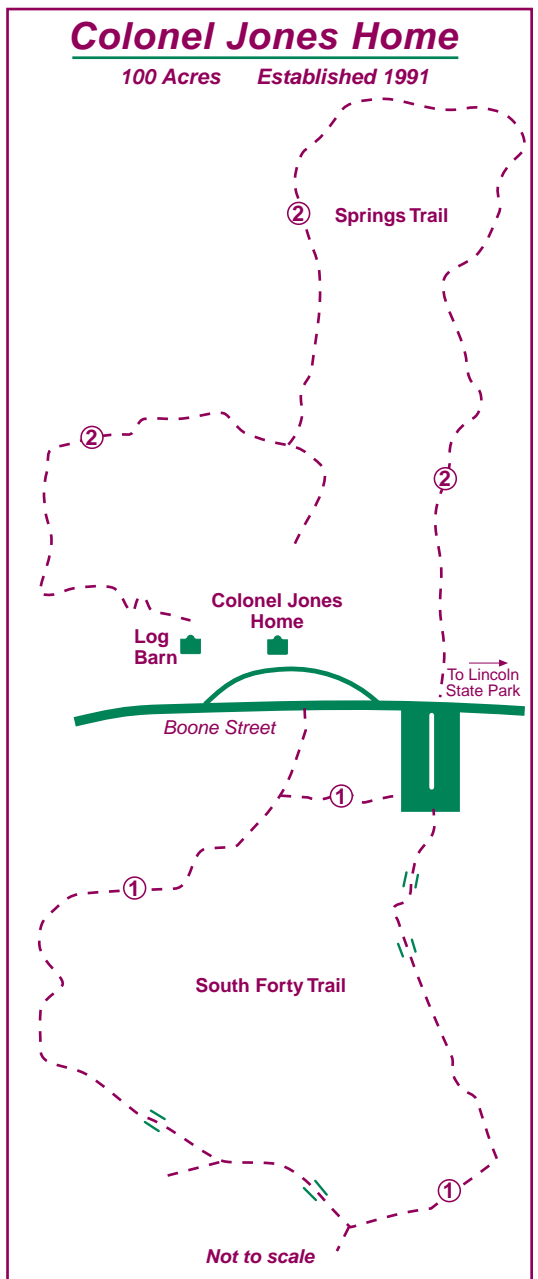 Colonel Jones Home
100 Acres Established 1991
2
Springs Trail
2
2
Colonel Jones
Home
Log
Barn
To Lincoln
State Park
Boone Street
1
1
South Forty Trail
1
Not to scale